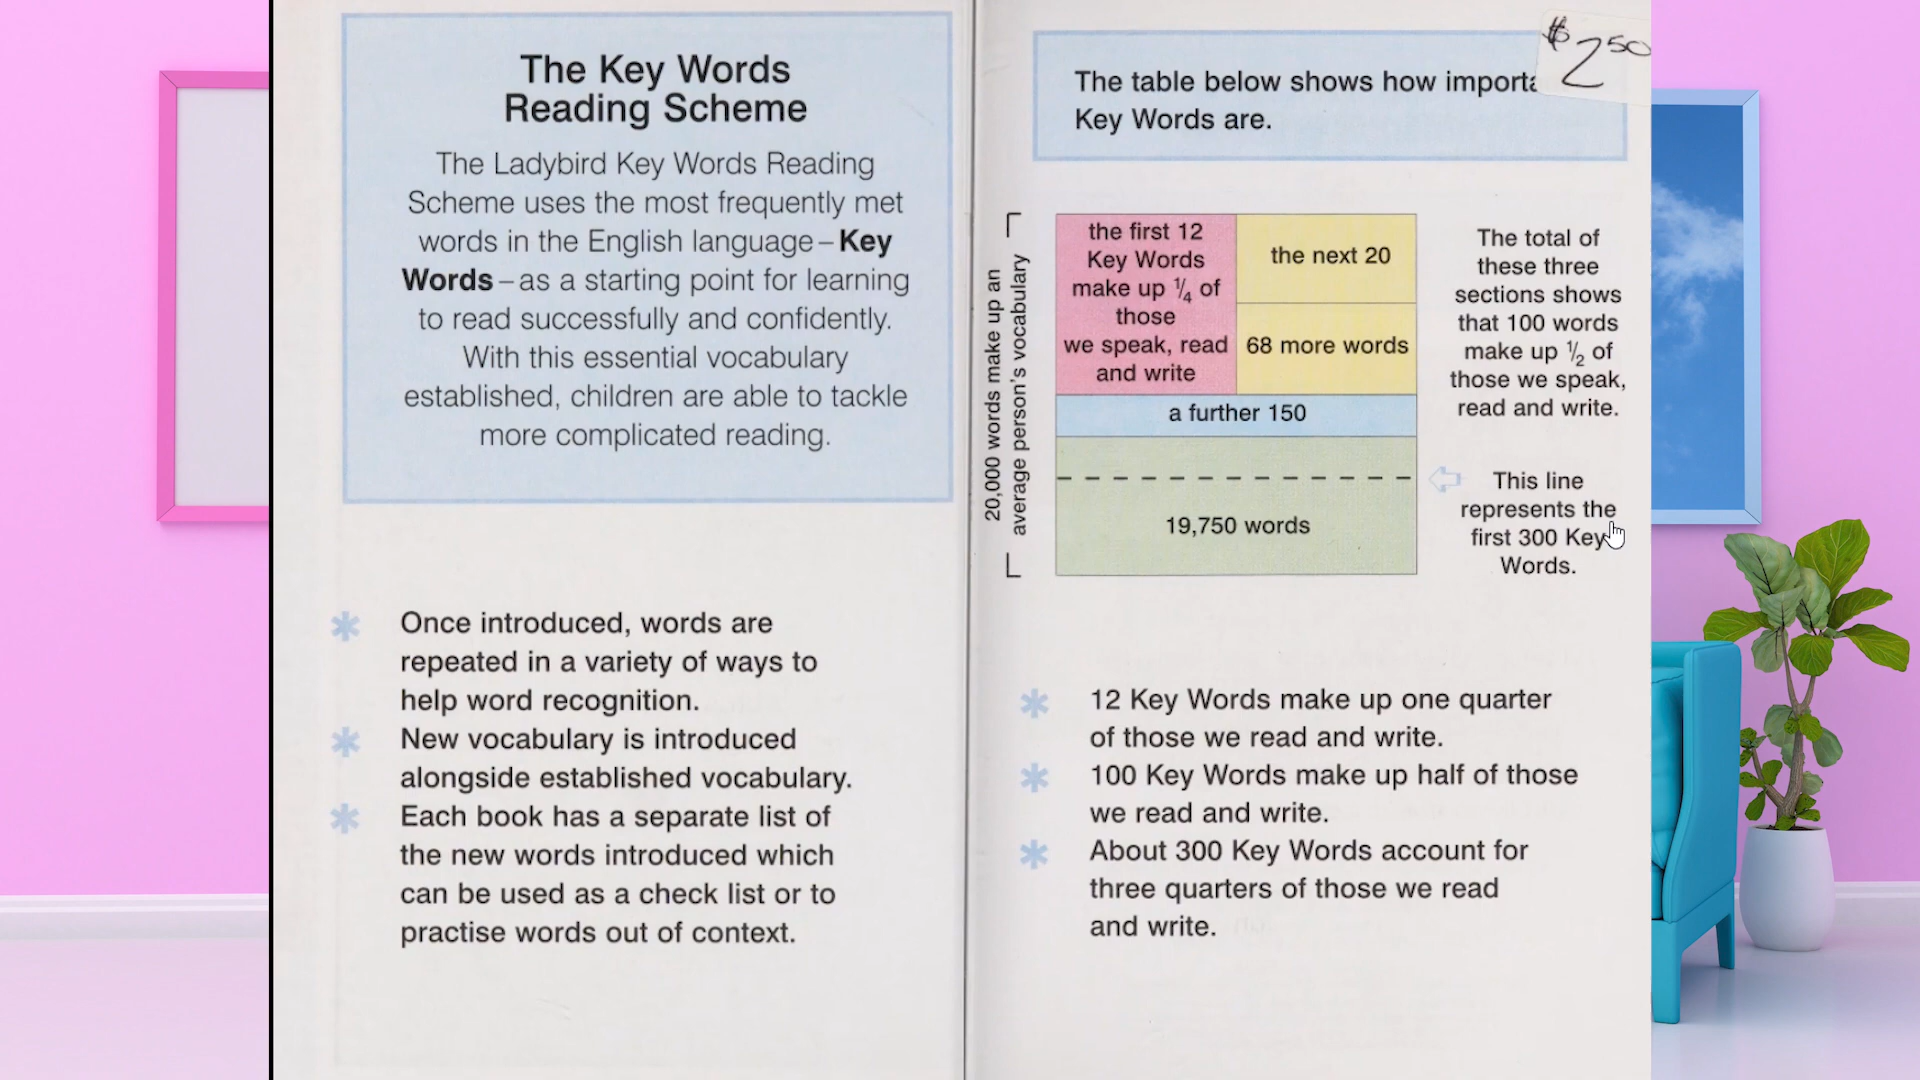 The Key Words
Reading Scheme
The Ladybird Key Words Reading
Scheme uses the most frequently met
words in the English language – Key
Words – as a starting point for learning
to read successfully and confidently.
With this essential vocabulary
established, children are able to tackle
more complicated reading.
Once introduced, words are
repeated in a variety of ways to
help word recognition.
New vocabulary is introduced
alongside established vocabulary.
Each book has a separate list of
the new words introduced which
can be used as a check list or to
practise words out of context.
$2.50
The table below shows how importa
Key Words are.
20,000 words make up an
average person's vocabulary
the first 12
Key Words
make up 1/4 of
those
we speak, read
and write
the next 20
68 more words
a further 150
19,750 words
The total of
these three
sections shows
that 100 words
make up 1/2 of
those we speak,
read and write.
This line
represents the
first 300 Key
Words.
12 Key Words make up one quarter
of those we read and write.
100 Key Words make up half of those
we read and write.
About 300 Key Words account for
three quarters of those we read
and write.